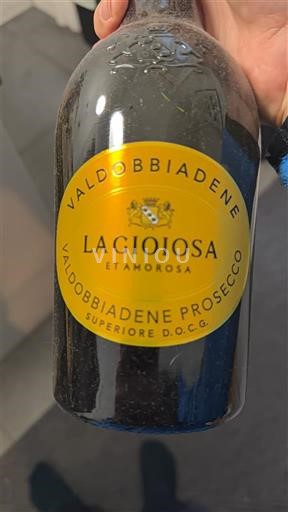 VALDOBBIADENE
LA GIOIOSA
VINIOU
ET AMOROSA
VALDOBBIADENE PROSECCO
SUPERIORE D.O.C.G.